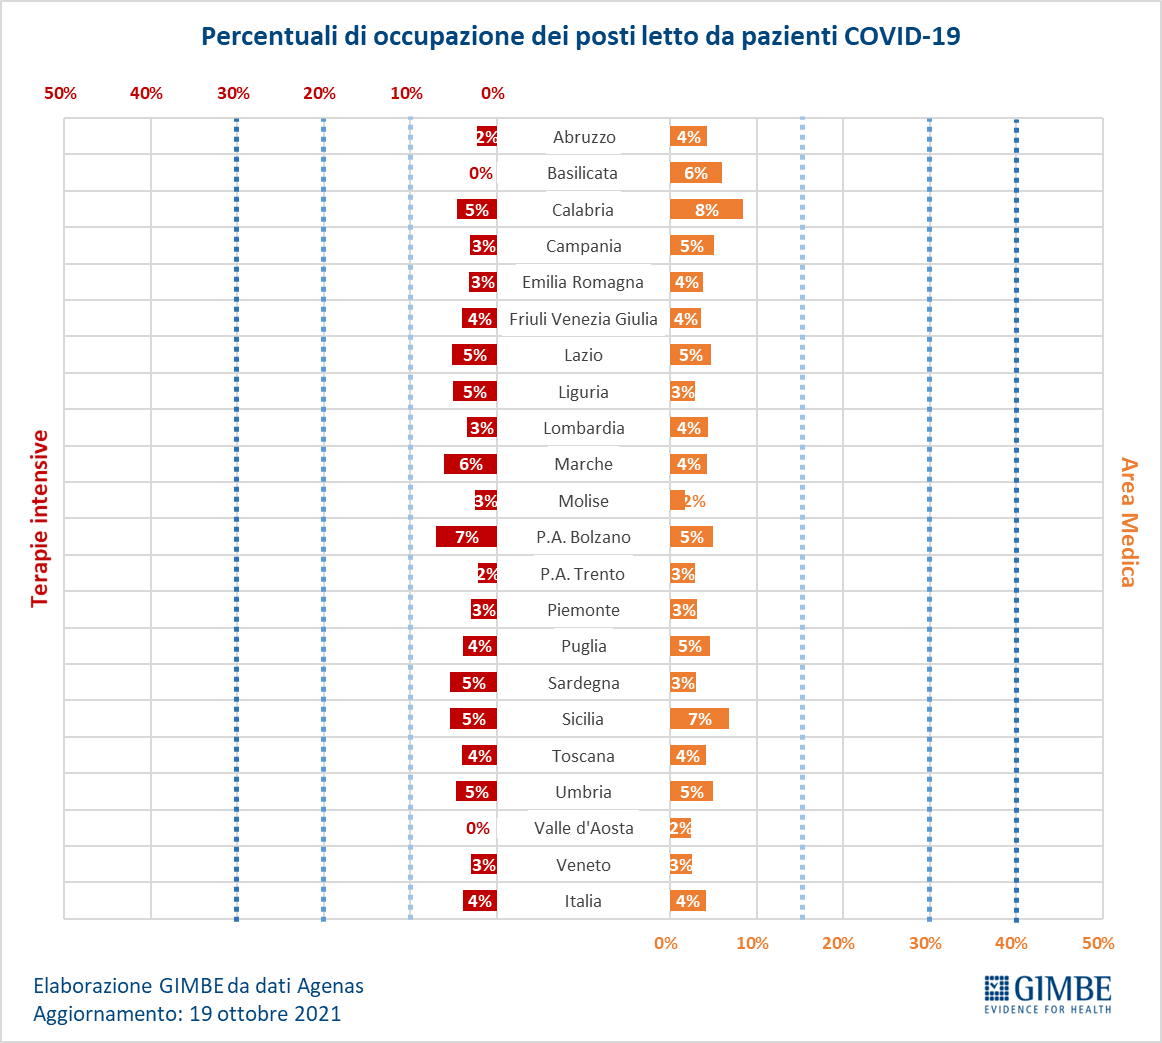 Percentuali di occupazione dei posti letto da pazienti COVID-19
50% 40% 30% 20% 10% 0%
2% Abruzzo 4%
0% Basilicata 6%
5% Calabria 8%
3% Campania 5%
3% Emilia Romagna 4%
4% Friuli Venezia Giulia 4%
5% Lazio 5%
5% Liguria 3%
3% Lombardia 4%
6% Marche 4%
3% Molise 2%
7% P.A. Bolzano 5%
2% P.A. Trento 3%
3% Piemonte 3%
4% Puglia 5%
5% Sardegna 3%
5% Sicilia 7%
4% Toscana 4%
5% Umbria 5%
0% Valle d'Aosta 2%
3% Veneto 3%
4% Italia 4%
Terapie intensive
Area Medica
0% 10% 20% 30% 40% 50%
Elaborazione GIMBE da dati Agenas
Aggiornamento: 19 ottobre 2021
GIMBE
EVIDENCE FOR HEALTH